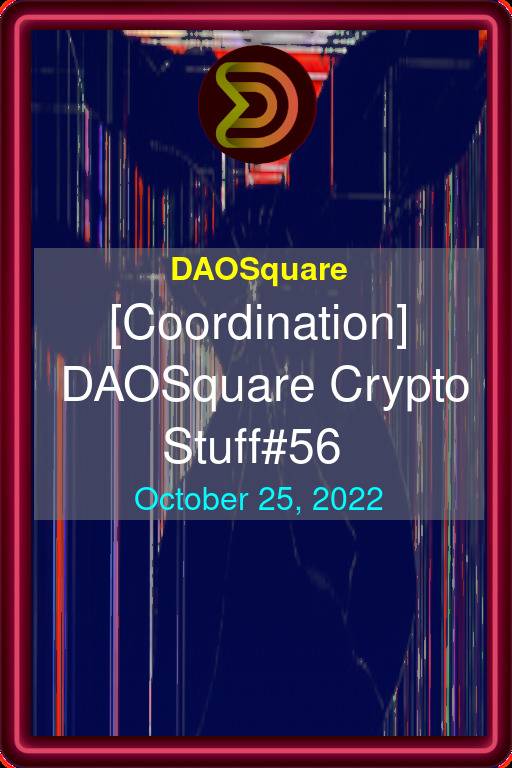 DAOSquare
[Coordination]
DAOSquare Crypto
Stuff#56
October 25, 2022